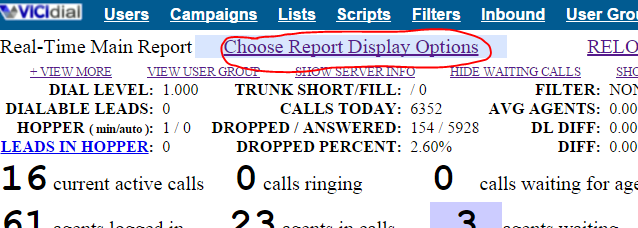 VICIdial Users Campaigns Lists Scripts Filters Inbound User Grou
Real-Time Main Report Choose Report Display Options RELO
+ VIEW MORE VIEW USER GROUP SHOW SERVER INFO HIDE WAITING CALLS SHO
DIAL LEVEL: 1.000 TRUNK SHORT/FILL: / 0 FILTER: NON
DIALABLE LEADS: 0 CALLS TODAY: 6352 AVG AGENTS: 0.00
HOPPER ( min/auto ): 1 / 0 DROPPED / ANSWERED: 154 / 5928 DL DIFF: 0.00
LEADS IN HOPPER: 0 DROPPED PERCENT: 2.60% DIFF: 0.00
16 current active calls 0 calls ringing 0 calls waiting for age
61 agents logged in 23 agents in calls 3 agents waiting